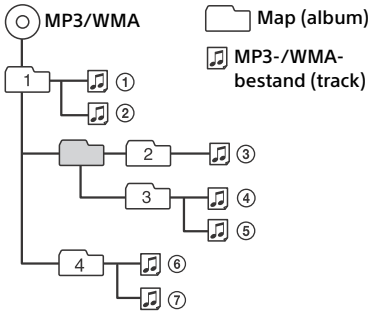 MP3/WMA
Map (album)
MP3-/WMA-
bestand (track)
1
①
②
2
③
3
④
⑤
4
⑥
⑦